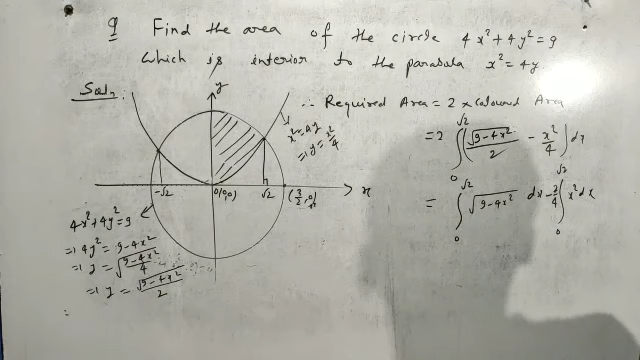 Q Find the area of the circle 4x²+4y²=9
which is interior to the parabola x²=4y
Soln.
y
∴ Required Area = 2 x coloured Area
x²=4y
⇒ y=x²/4
= 2 ∫₀^√2 (√(9-4x²)/2 - x²/4) dx
-√2 0(0,0) √2 (3/2,0) x
= ∫₀^√2 √(9-4x²) dx - 2/4 ∫₀^√2 x² dx
4x²+4y²=9
⇒ 4y²= 9-4x²
⇒ y = √((9-4x²)/4)
⇒ y = √(9-4x²)/2